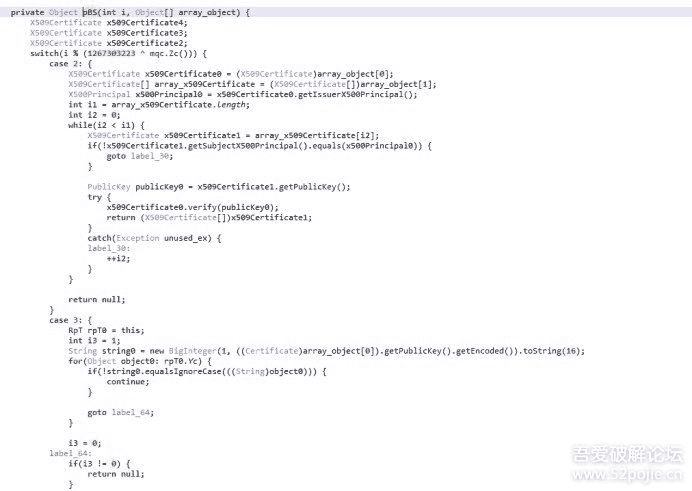 private Object pBS(int i, Object[] array_object) {
X509Certificate x509Certificate4;
X509Certificate x509Certificate3;
X509Certificate x509Certificate2;
switch(i % (1267303223 ^ mqc.Zc())) {
case 2: {
X509Certificate x509Certificate0 = (X509Certificate)array_object[0];
X509Certificate[] array_x509Certificate = (X509Certificate[])array_object[1];
X500Principal x500Principal0 = x509Certificate0.getIssuerX500Principal();
int i1 = array_x509Certificate.length;
int i2 = 0;
while(i2 < i1) {
X509Certificate x509Certificate1 = array_x509Certificate[i2];
if(!x509Certificate1.getSubjectX500Principal().equals(x500Principal0)) {
goto label_30;
}
PublicKey publicKey0 = x509Certificate1.getPublicKey();
try {
x509Certificate0.verify(publicKey0);
return (X509Certificate[])x509Certificate1;
}
catch(Exception unused_ex) {
label_30:
++i2;
}
}
return null;
}
case 3: {
RpT rpT0 = this;
int i3 = 1;
String string0 = new BigInteger(1, ((Certificate)array_object[0]).getPublicKey().getEncoded()).toString(16);
for(Object object0: rpT0.Yc) {
if(!string0.equalsIgnoreCase(((String)object0))) {
continue;
}
goto label_64;
}
i3 = 0;
label_64:
if(i3 != 0) {
return null;
}
吾爱破解论坛
www.52pojie.cn